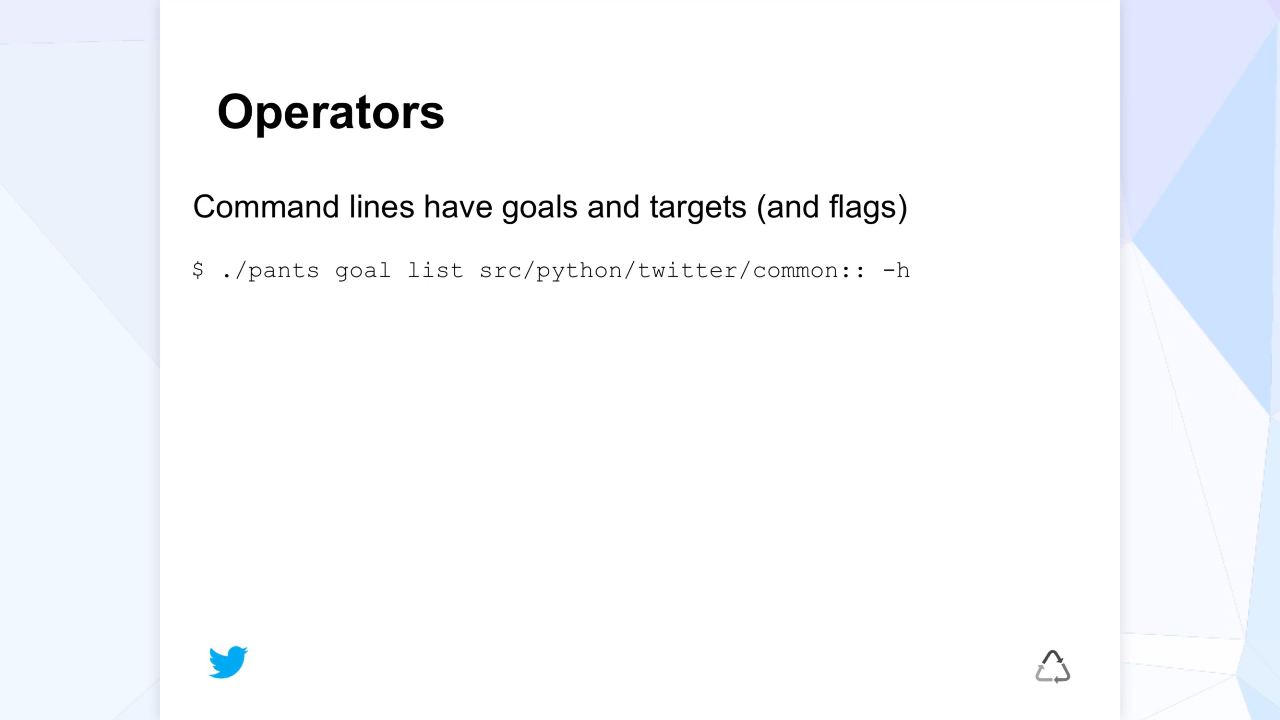 Operators
Command lines have goals and targets (and flags)
$ ./pants goal list src/python/twitter/common:: -h